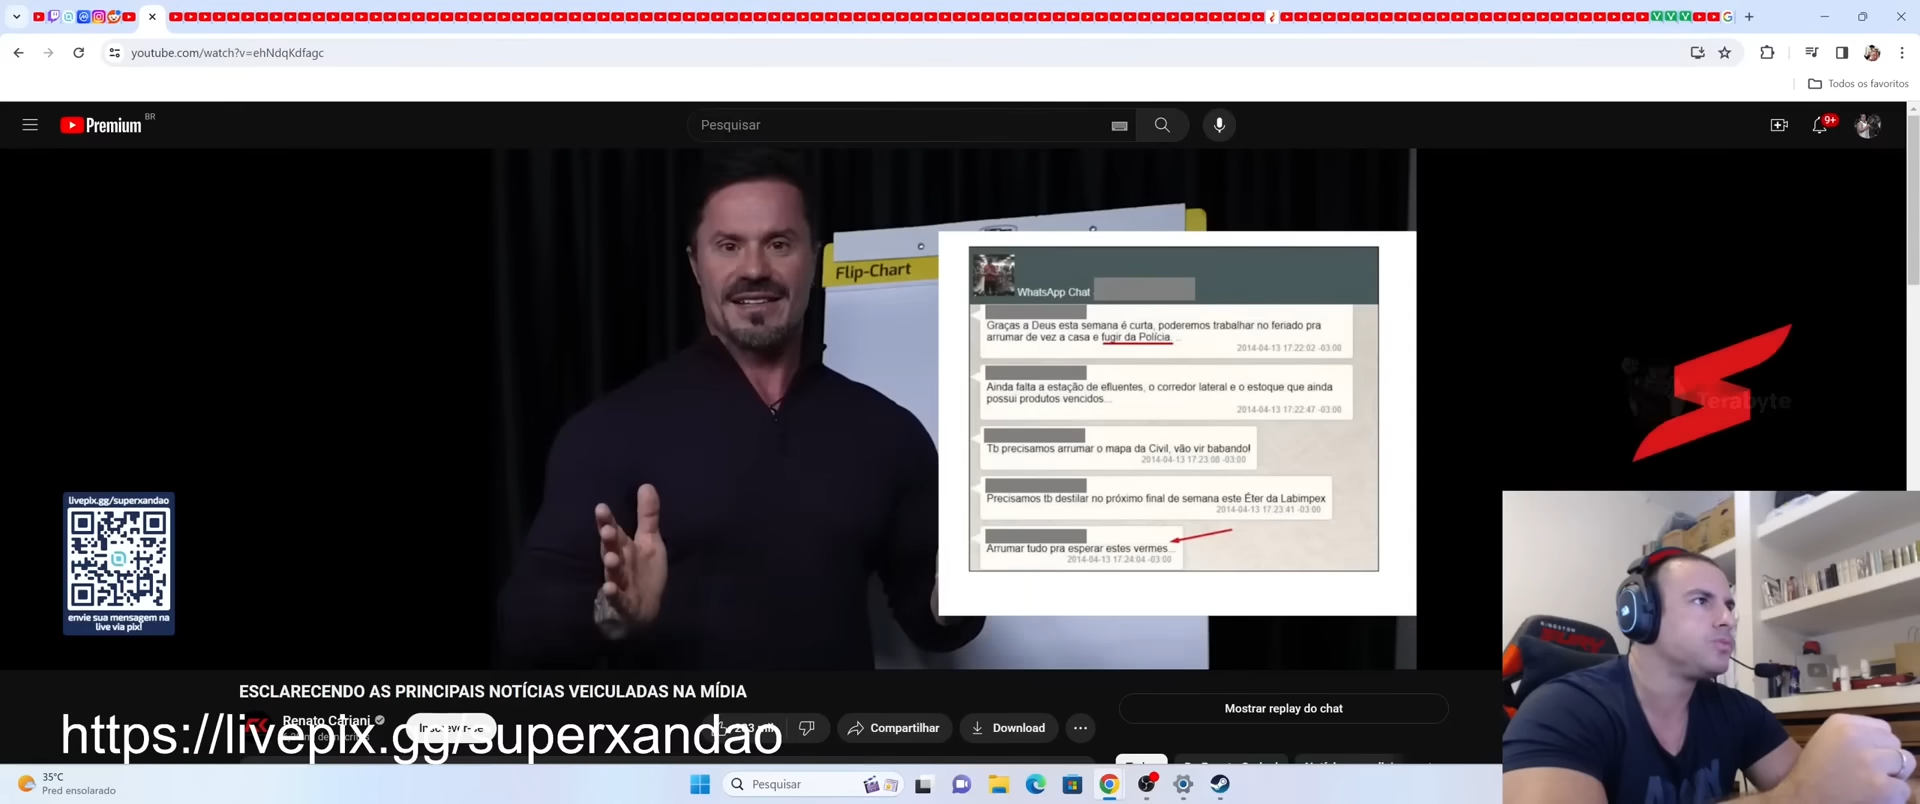 youtube.com/watch?v=ehNdqKdfagc
Todos os favoritos
Premium BR
Pesquisar
9+
Flip-Chart
WhatsApp Chat
Graças a Deus esta semana é curta, poderemos trabalhar no feriado pra
arrumar de vez a casa e fugir da Polícia...
2014-04-13 17:22:02 -03:00
Ainda falta a estação de efluentes, o corredor lateral e o estoque que ainda
possui produtos vencidos...
2014-04-13 17:22:47 -03:00
Tb precisamos arrumar o mapa da Civil, vão vir babando!
2014-04-13 17:23:08 -03:00
Precisamos tb destilar no próximo final de semana este Éter da Labimpex
2014-04-13 17:23:41 -03:00
Arrumar tudo pra esperar estes vermes...
2014-04-13 17:24:04 -03:00
Terabyte
livepix.gg/superxandao
envie sua mensagem na
live via pix!
KINGSTON
FURY
ESCLARECENDO AS PRINCIPAIS NOTÍCIAS VEICULADAS NA MÍDIA
Renato Cariani
Inscrever-se
Compartilhar
Download
Mostrar replay do chat
https://livepix.gg/superxandao
35°C
Pred ensolarado
Pesquisar